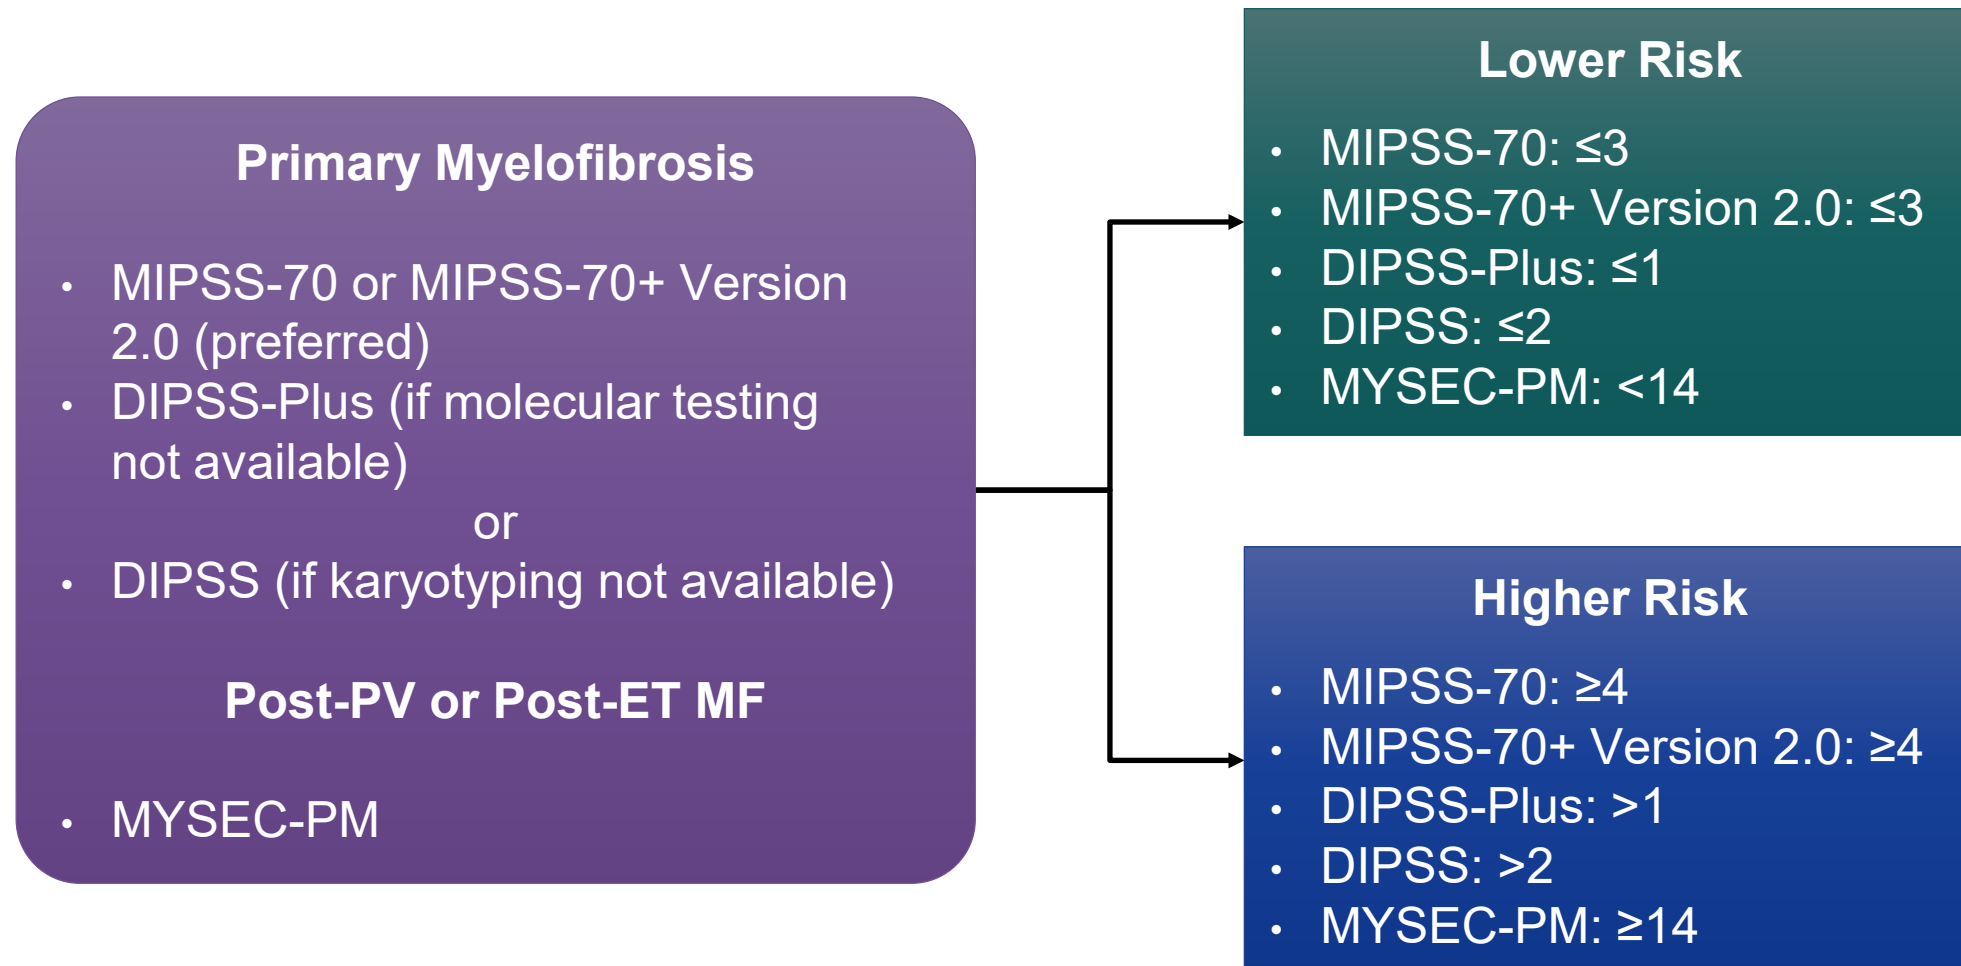 Primary Myelofibrosis
• MIPSS-70 or MIPSS-70+ Version
2.0 (preferred)
• DIPSS-Plus (if molecular testing
not available)
or
• DIPSS (if karyotyping not available)
Post-PV or Post-ET MF
• MYSEC-PM
Lower Risk
• MIPSS-70: ≤3
• MIPSS-70+ Version 2.0: ≤3
• DIPSS-Plus: ≤1
• DIPSS: ≤2
• MYSEC-PM: <14
Higher Risk
• MIPSS-70: ≥4
• MIPSS-70+ Version 2.0: ≥4
• DIPSS-Plus: >1
• DIPSS: >2
• MYSEC-PM: ≥14